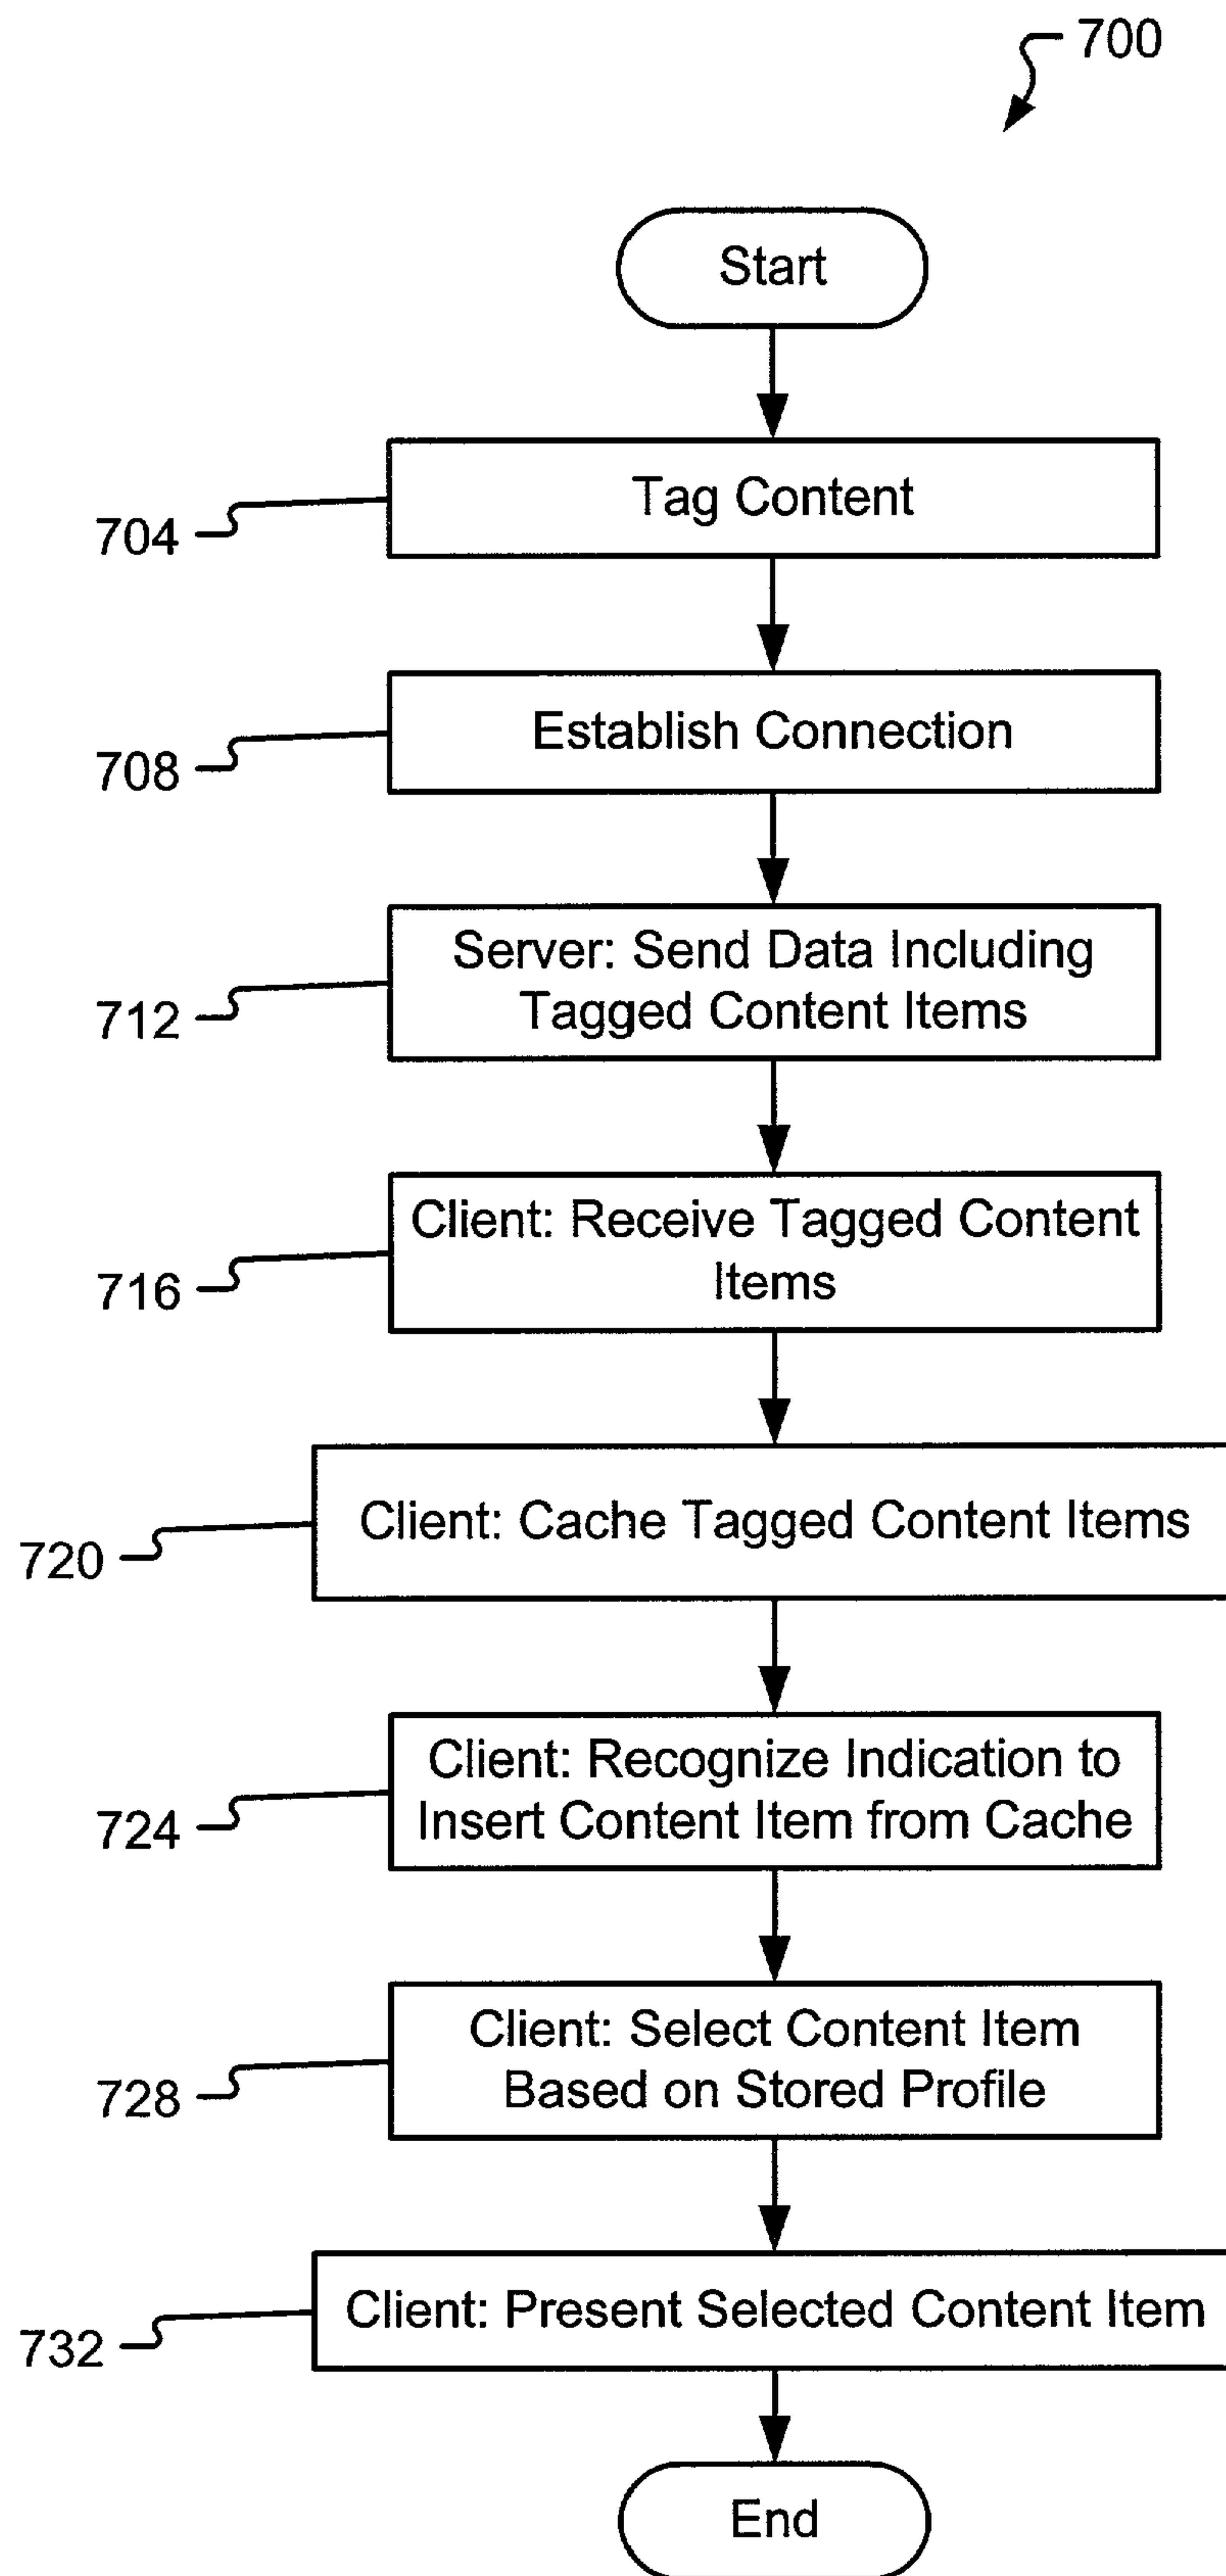 700
Start
Tag Content
704
Establish Connection
708
Server: Send Data Including
Tagged Content Items
712
Client: Receive Tagged Content
Items
716
Client: Cache Tagged Content Items
720
Client: Recognize Indication to
Insert Content Item from Cache
724
Client: Select Content Item
Based on Stored Profile
728
Client: Present Selected Content Item
732
End